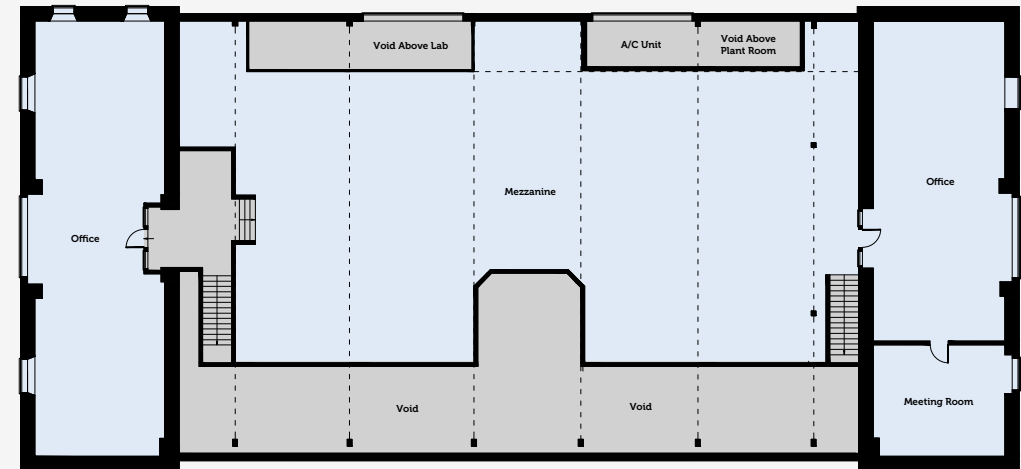 Void Above Lab
A/C Unit
Void Above
Plant Room
Mezzanine
Office
Office
Void
Void
Meeting Room